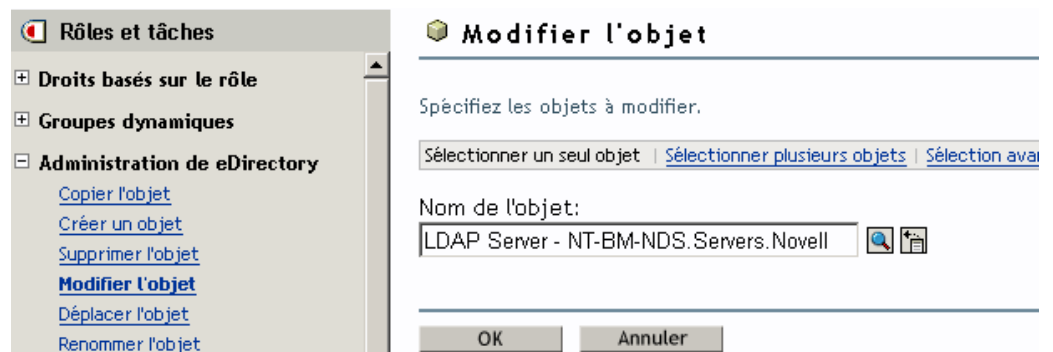 Rôles et tâches
Droits basés sur le rôle
Groupes dynamiques
Administration de eDirectory
Copier l'objet
Créer un objet
Supprimer l'objet
Modifier l'objet
Déplacer l'objet
Renommer l'objet
Modifier l'objet
Spécifiez les objets à modifier.
Sélectionner un seul objet | Sélectionner plusieurs objets | Sélection
Nom de l'objet:
LDAP Server - NT-BM-NDS.Servers.Novell
OK Annuler